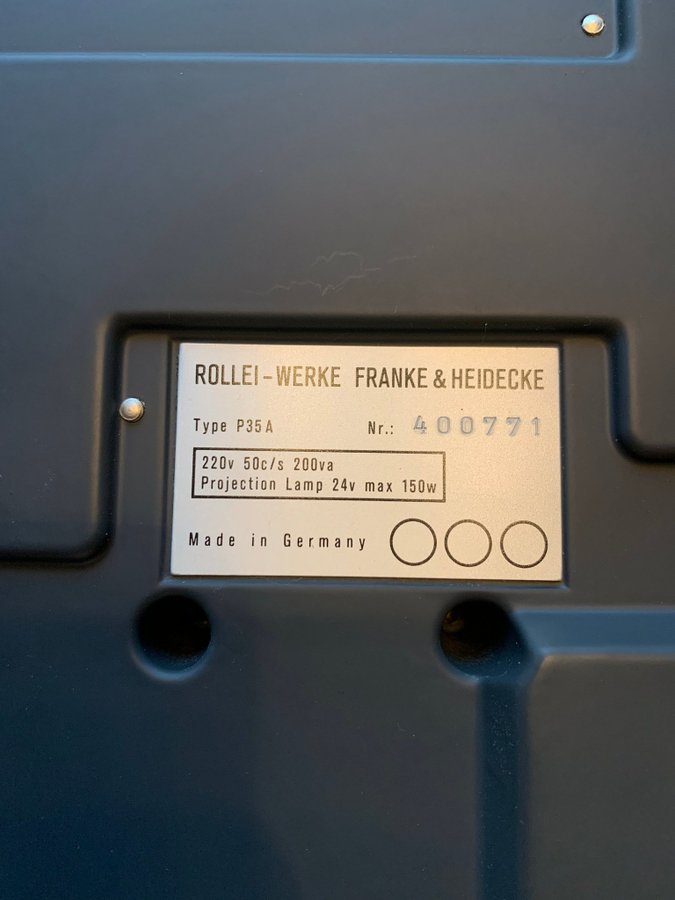 ROLLEI-WERKE FRANKE & HEIDECKE
Type P35A Nr.: 400771
220v 50c/s 200va
Projection Lamp 24v max 150w
Made in Germany